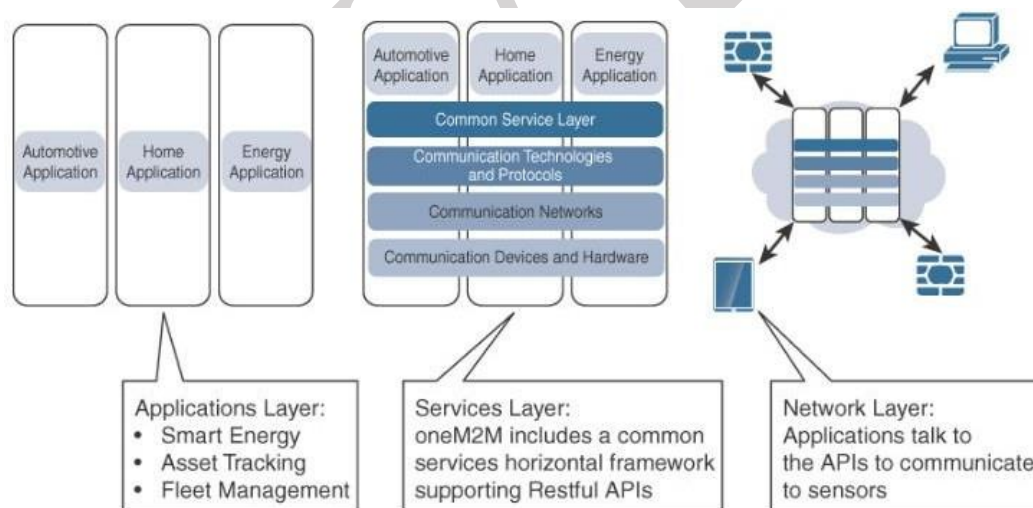 Automotive
Application
Home
Application
Energy
Application
Automotive
Application
Home
Application
Energy
Application
Common Service Layer
Communication Technologies
and Protocols
Communication Networks
Communication Devices and Hardware
Applications Layer:
• Smart Energy
• Asset Tracking
• Fleet Management
Services Layer:
oneM2M includes a common
services horizontal framework
supporting Restful APIs
Network Layer:
Applications talk to
the APIs to communicate
to sensors